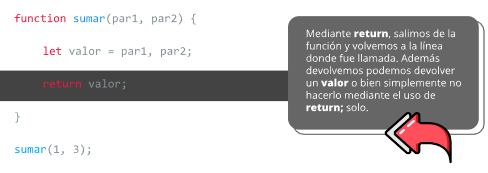 function sumar(par1, par2) {
let valor = par1, par2;
return valor;
}
sumar(1, 3);
Mediante return, salimos de la
función y volvemos a la línea
donde fue llamada. Además
devolvemos podemos devolver
un valor o bien simplemente no
hacerlo mediante el uso de
return; solo.